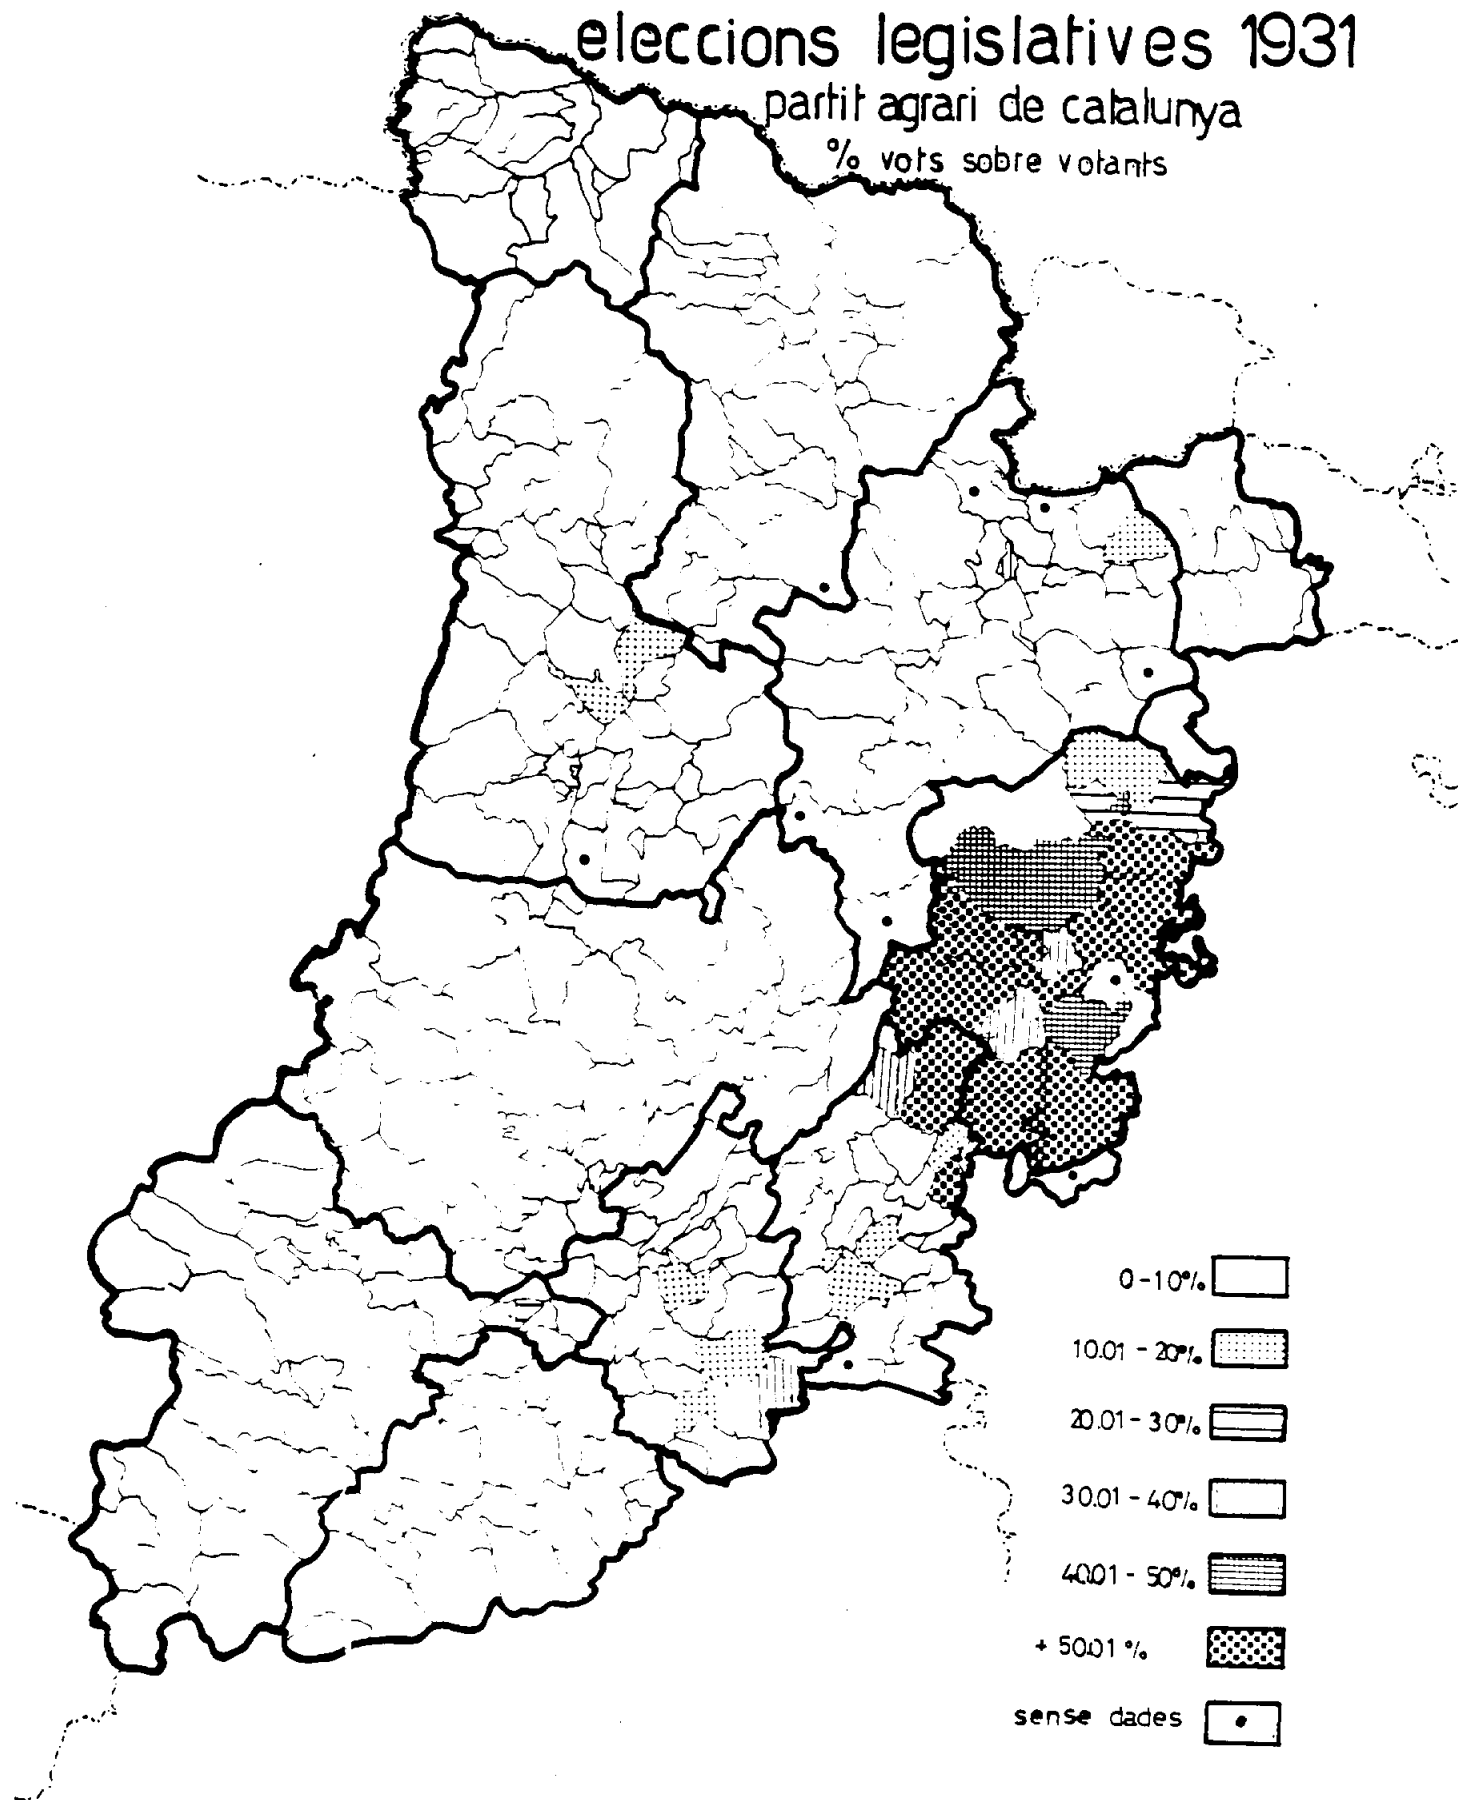 eleccions legislatives 1931
partit agrari de catalunya
% vots sobre votants
0-10%
10.01 - 20%
20.01 - 30%
30.01 - 40%
40.01 - 50%
+ 50.01 %
sense dades